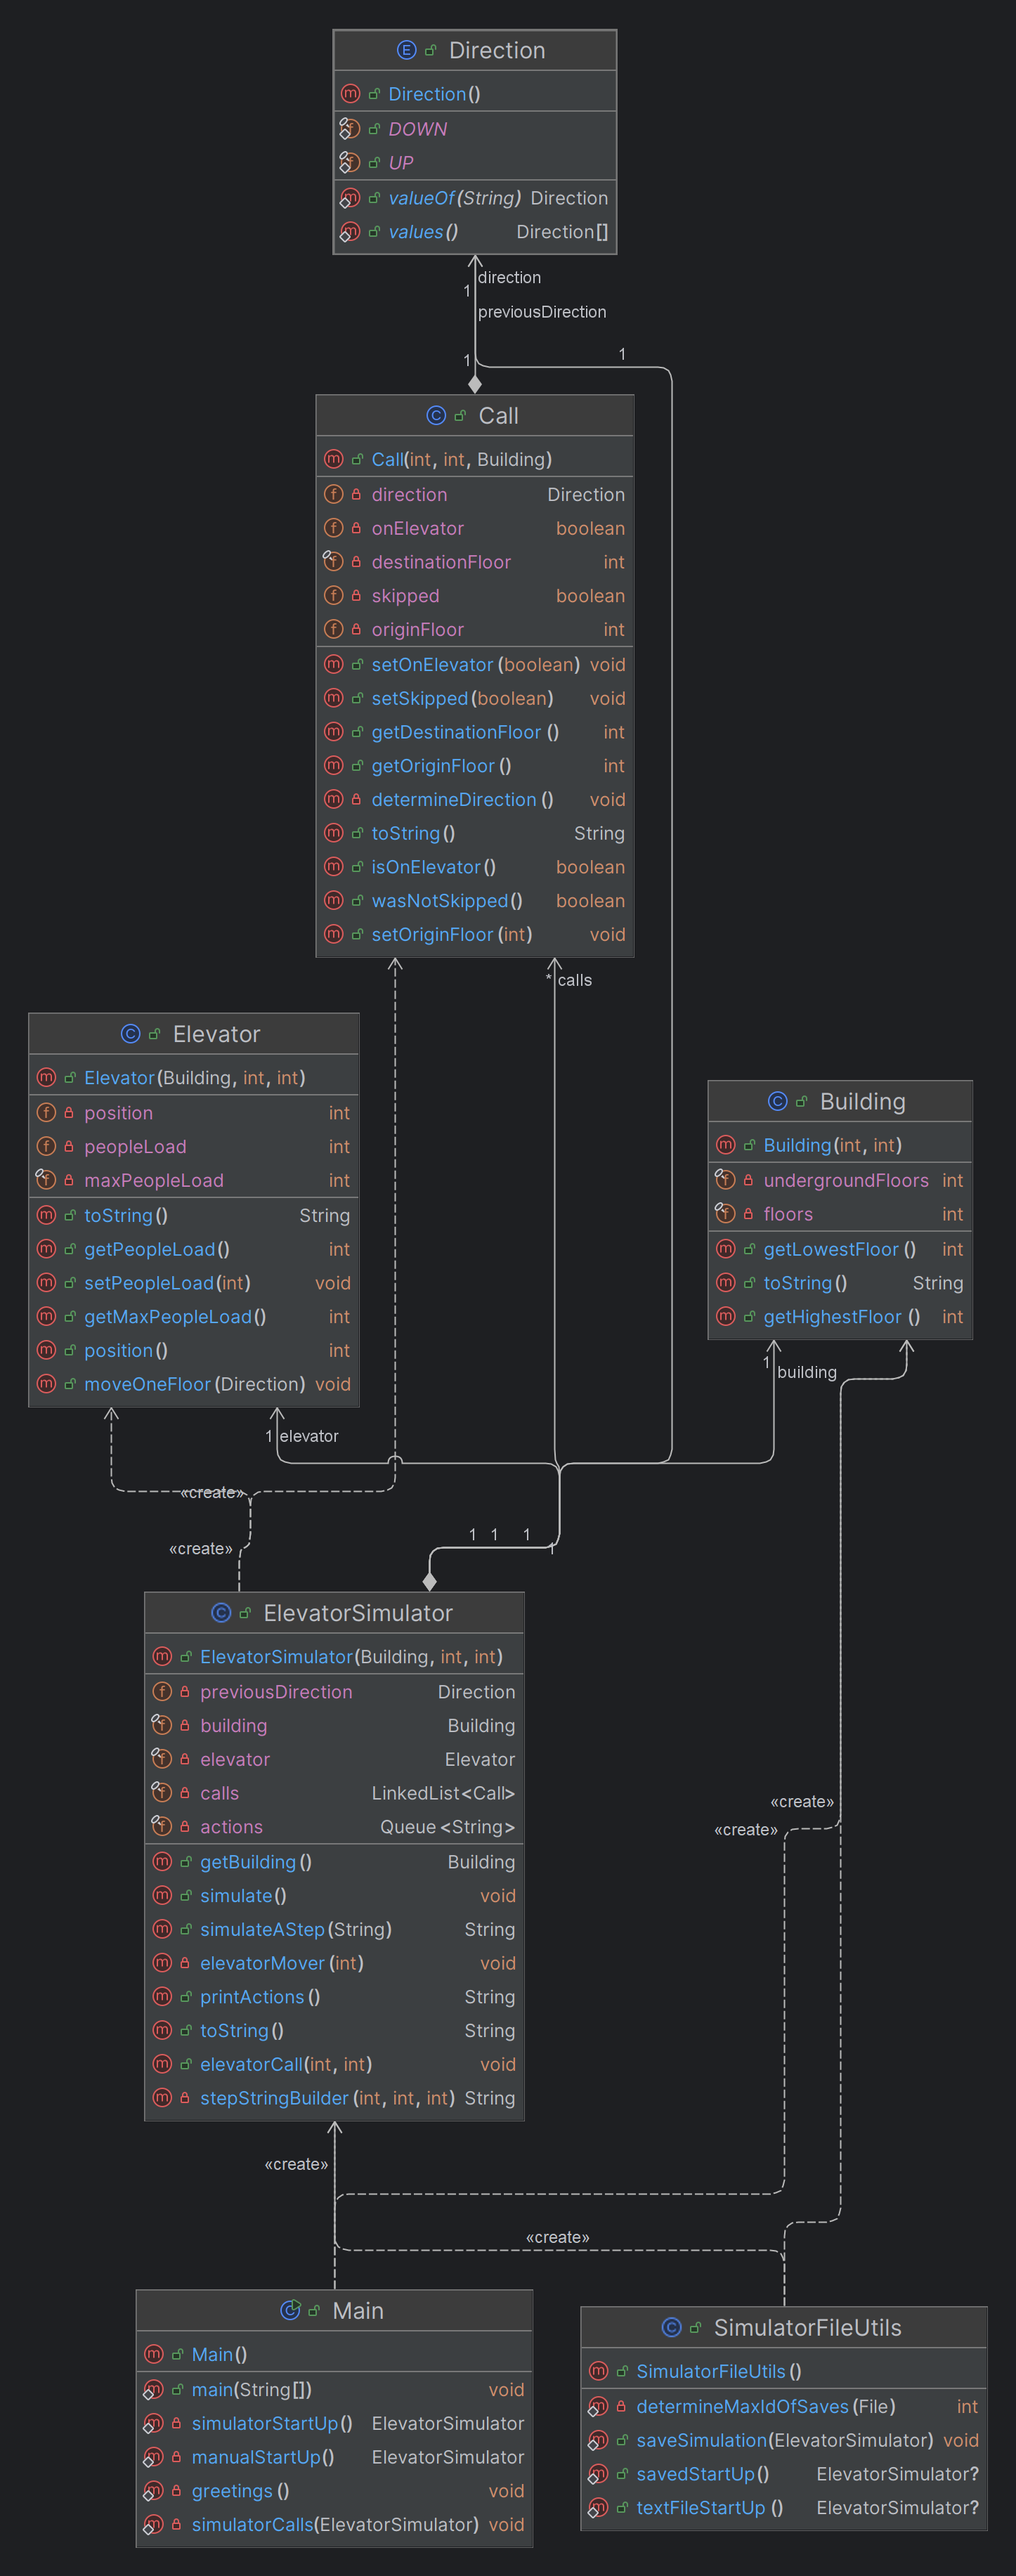 Direction
Direction()
DOWN
UP
valueOf(String) Direction
values() Direction[]
direction
1
previousDirection
1
1
Call
Call(int, int, Building)
direction Direction
onElevator boolean
destinationFloor int
skipped boolean
originFloor int
setOnElevator(boolean) void
setSkipped(boolean) void
getDestinationFloor() int
getOriginFloor() int
determineDirection() void
toString() String
isOnElevator() boolean
wasNotSkipped() boolean
setOriginFloor(int) void
* calls
Elevator
Elevator(Building, int, int)
position int
peopleLoad int
maxPeopleLoad int
toString() String
getPeopleLoad() int
setPeopleLoad(int) void
getMaxPeopleLoad() int
position() int
moveOneFloor(Direction) void
Building
Building(int, int)
undergroundFloors int
floors int
getLowestFloor() int
toString() String
getHighestFloor() int
1
building
1 elevator
«create»
«create»
1 1 1
1
ElevatorSimulator
ElevatorSimulator(Building, int, int)
previousDirection Direction
building Building
elevator Elevator
calls LinkedList<Call>
actions Queue<String>
getBuilding() Building
simulate() void
simulateAStep(String) String
elevatorMover(int) void
printActions() String
toString() String
elevatorCall(int, int) void
stepStringBuilder(int, int, int) String
«create»
«create»
«create»
«create»
Main
Main()
main(String[]) void
simulatorStartUp() ElevatorSimulator
manualStartUp() ElevatorSimulator
greetings() void
simulatorCalls(ElevatorSimulator) void
SimulatorFileUtils
SimulatorFileUtils()
determineMaxIdOfSaves(File) int
saveSimulation(ElevatorSimulator) void
savedStartUp() ElevatorSimulator?
textFileStartUp() ElevatorSimulator?